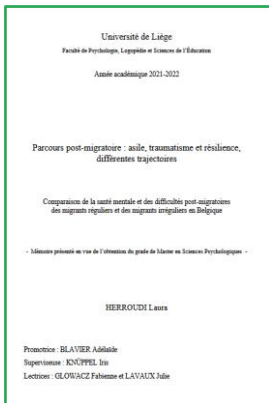 Université de Liège
Faculté de Psychologie, Logopédie et Sciences de l'Éducation
Année académique 2021-2022
Parcours post-migratoire : asile, traumatisme et résilience,
différentes trajectoires
Comparaison de la santé mentale et des difficultés post-migratoires
des migrants réguliers et des migrants irréguliers en Belgique
- Mémoire présenté en vue de l'obtention du grade de Master en Sciences Psychologiques -
HERROUDI Laura
Promotrice : BLAVIER Adélaïde
Superviseuse : KNÜPPEL Iris
Lectrices : GLOWACZ Fabienne et LAVAUX Julie